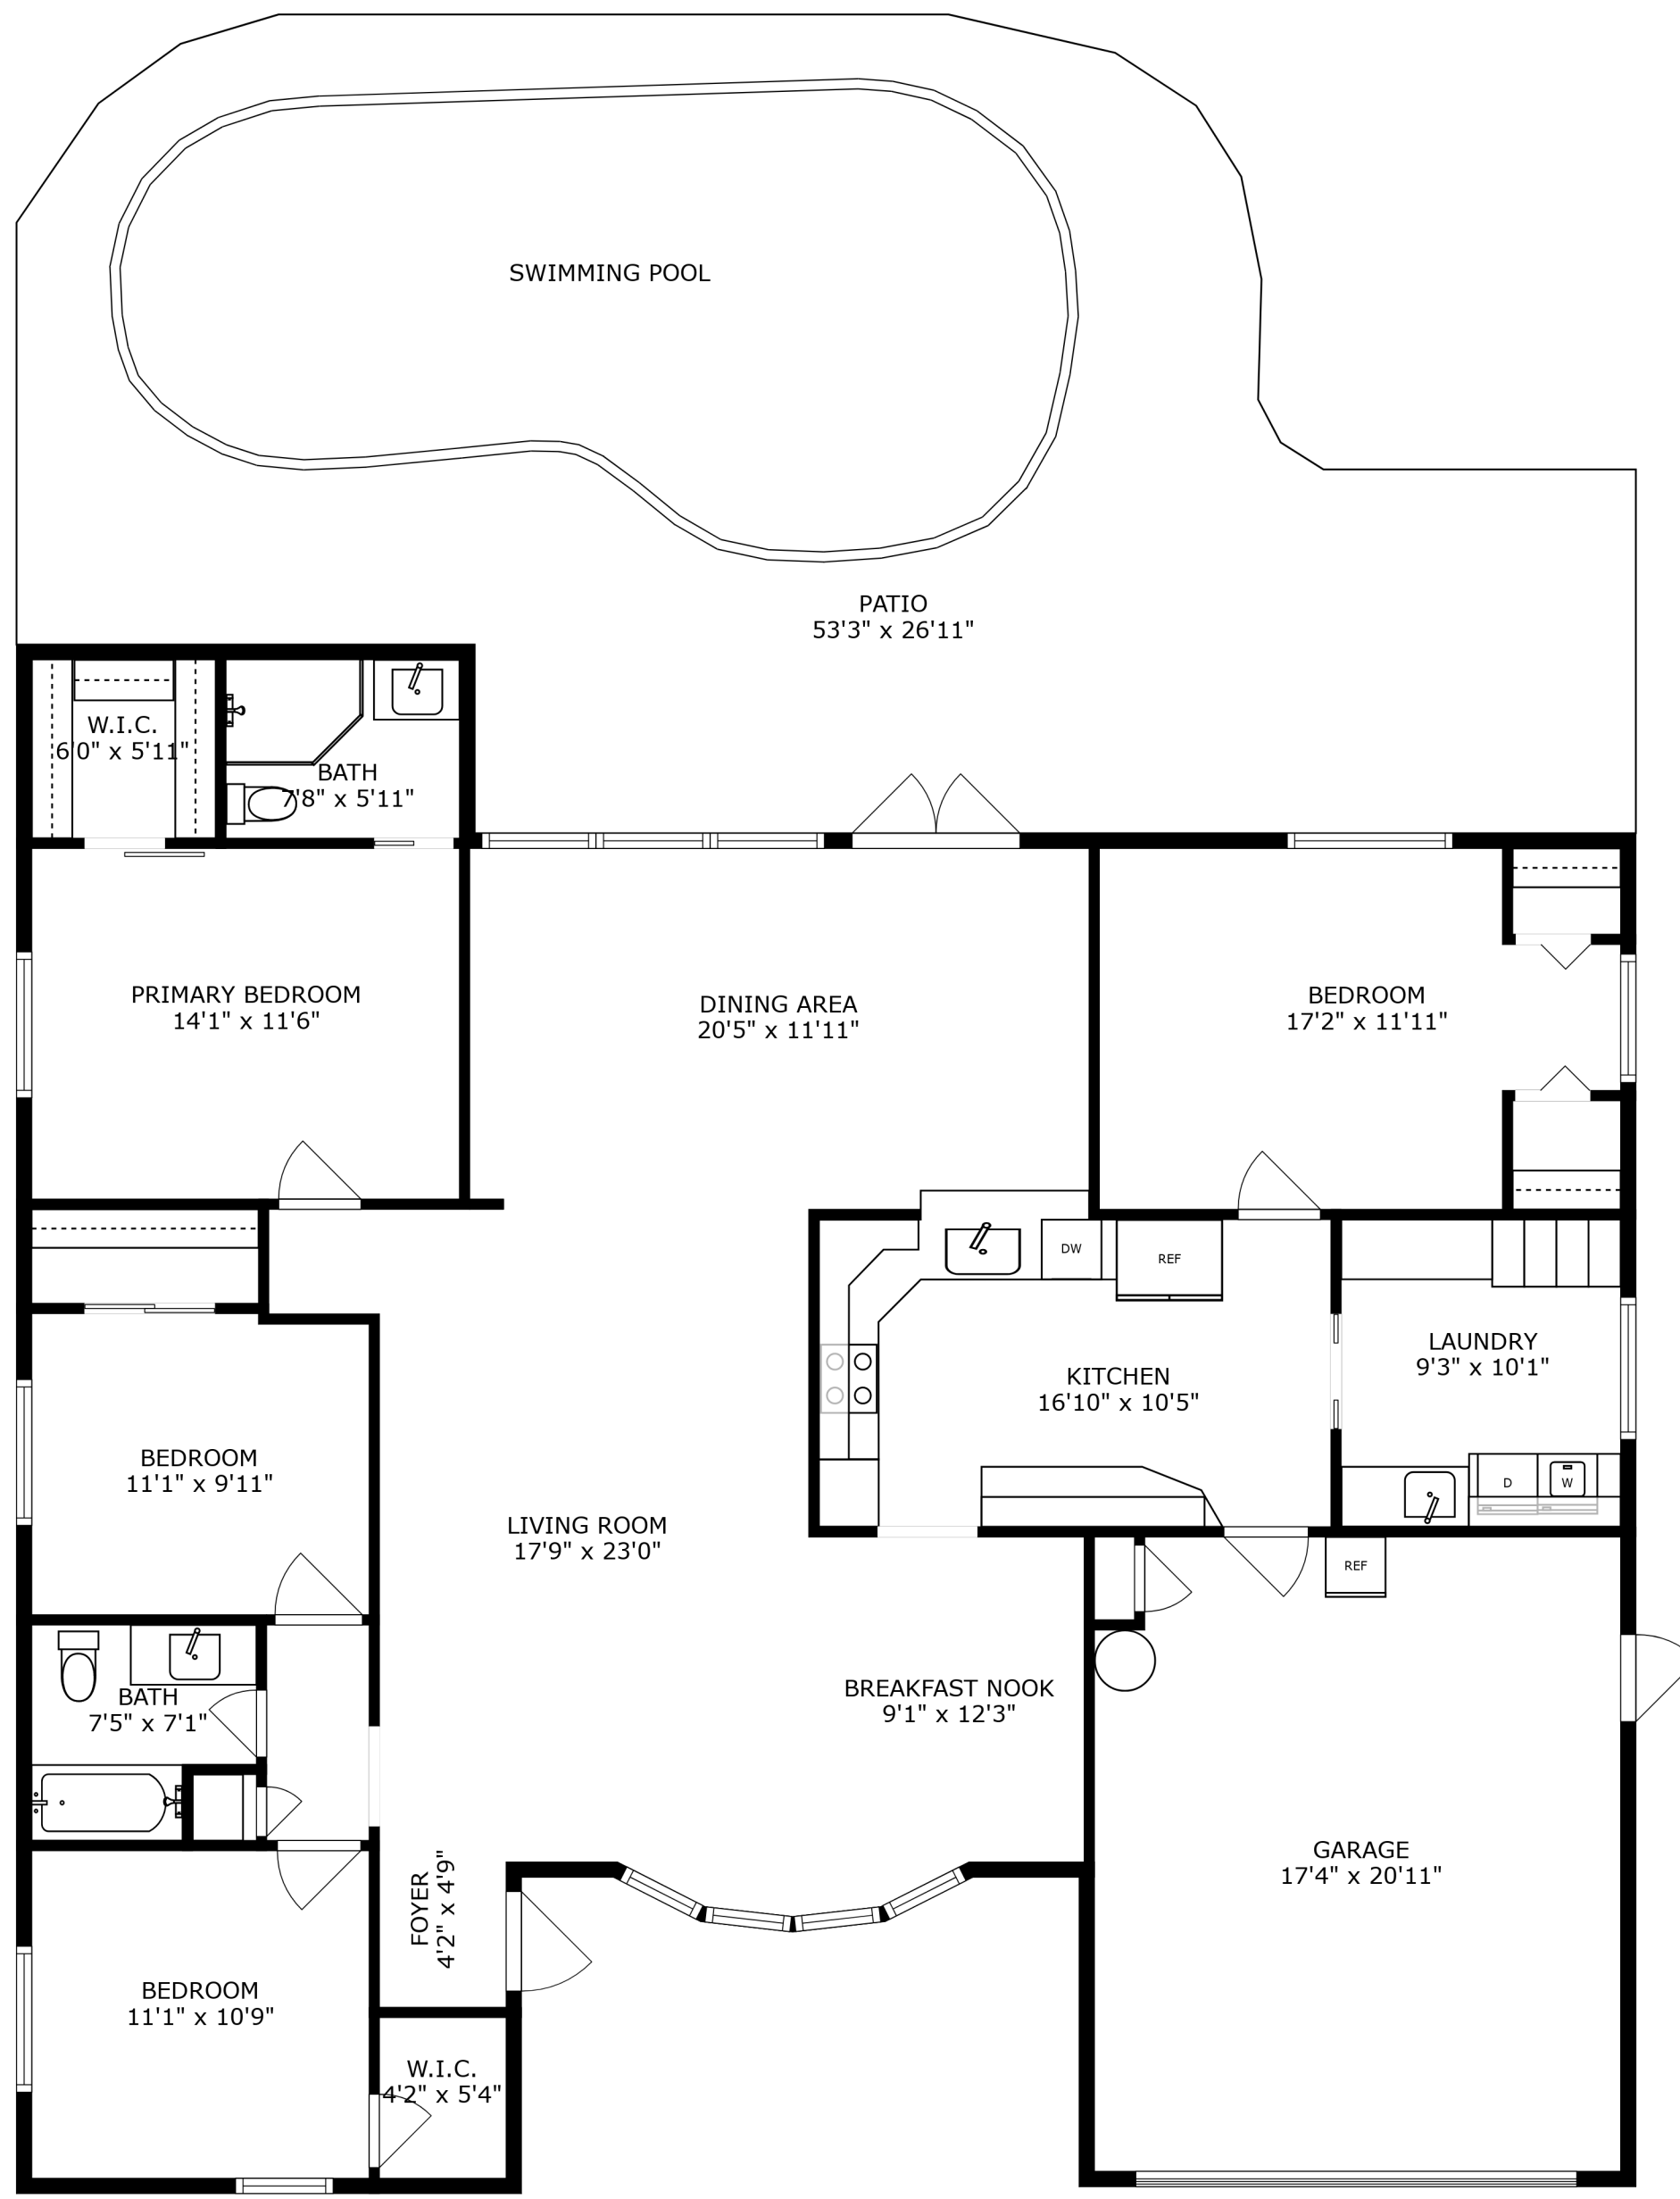 SWIMMING POOL
PATIO
53'3" x 26'11"
W.I.C.
6'0" x 5'11"
BATH
7'8" x 5'11"
PRIMARY BEDROOM
14'1" x 11'6"
DINING AREA
20'5" x 11'11"
BEDROOM
17'2" x 11'11"
DW
REF
LAUNDRY
9'3" x 10'1"
KITCHEN
16'10" x 10'5"
BEDROOM
11'1" x 9'11"
D
W
LIVING ROOM
17'9" x 23'0"
REF
BREAKFAST NOOK
9'1" x 12'3"
BATH
7'5" x 7'1"
GARAGE
17'4" x 20'11"
FOYER
4'2" x 4'9"
BEDROOM
11'1" x 10'9"
W.I.C.
4'2" x 5'4"